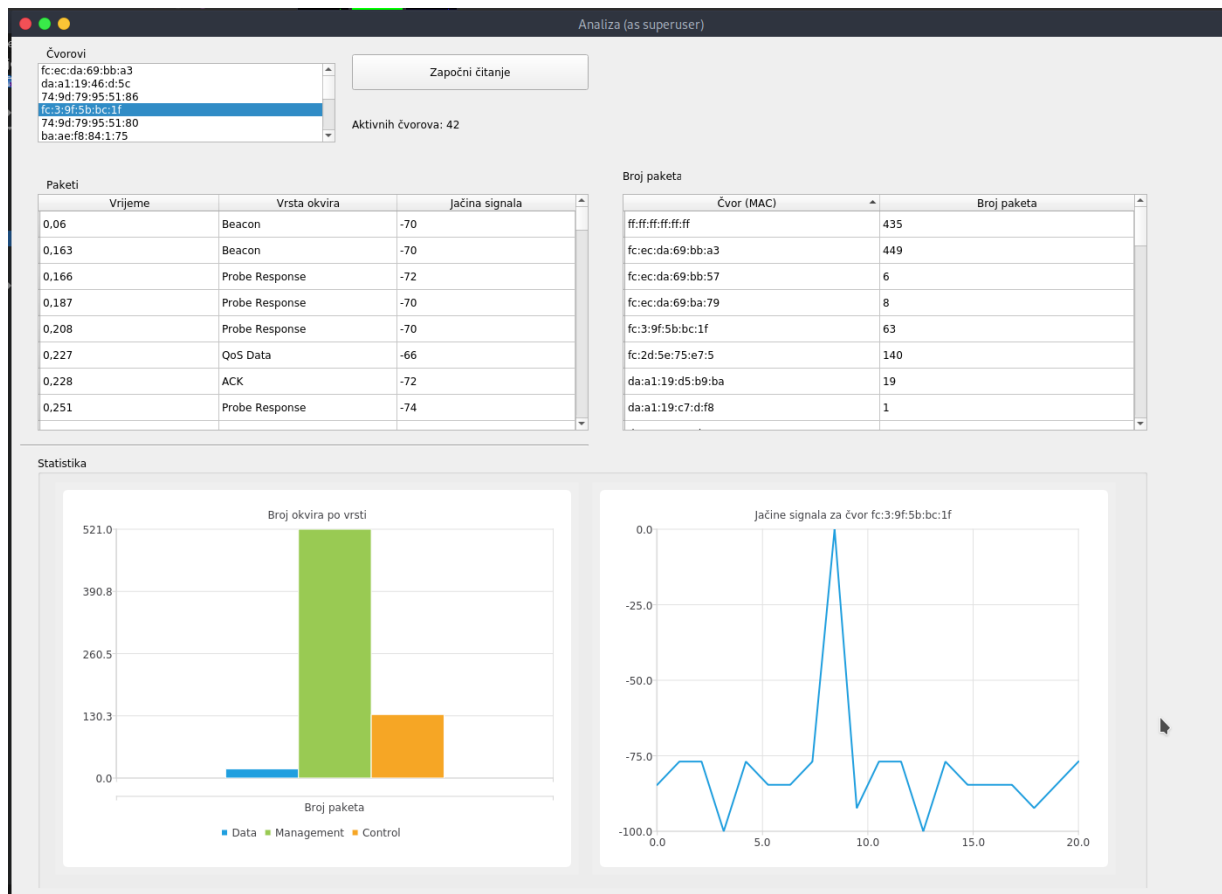 Analiza (as superuser)
Čvorovi
fc:ec:da:69:bb:a3
da:a1:19:46:d:5c
74:9d:79:95:51:86
fc:3:9f:5b:bc:1f
74:9d:79:95:51:80
ba:ae:f8:84:1:75
Započni čitanje
Aktivnih čvorova: 42
Paketi
Vrijeme Vrsta okvira Jačina signala
0,06 Beacon -70
0,163 Beacon -70
0,166 Probe Response -72
0,187 Probe Response -70
0,208 Probe Response -70
0,227 QoS Data -66
0,228 ACK -72
0,251 Probe Response -74
Broj paketa
Čvor (MAC) Broj paketa
ff:ff:ff:ff:ff:ff 435
fc:ec:da:69:bb:a3 449
fc:ec:da:69:bb:57 6
fc:ec:da:69:ba:79 8
fc:3:9f:5b:bc:1f 63
fc:2d:5e:75:e7:5 140
da:a1:19:d5:b9:ba 19
da:a1:19:c7:d:f8 1
Statistika
Broj okvira po vrsti
521.0
390.8
260.5
130.3
0.0
Broj paketa
Data Management Control
Jačine signala za čvor fc:3:9f:5b:bc:1f
0.0
-25.0
-50.0
-75.0
-100.0
0.0 5.0 10.0 15.0 20.0